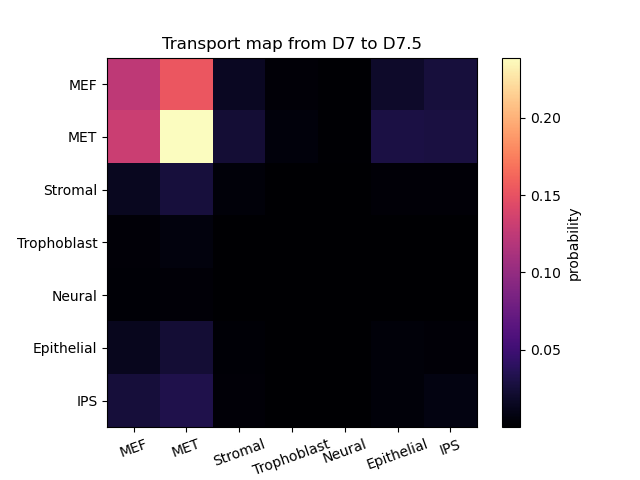 Transport map from D7 to D7.5
MEF
MET
Stromal
Trophoblast
Neural
Epithelial
IPS
MEF
MET
Stromal
Trophoblast
Neural
Epithelial
IPS
0.20
0.15
0.10
0.05
probability